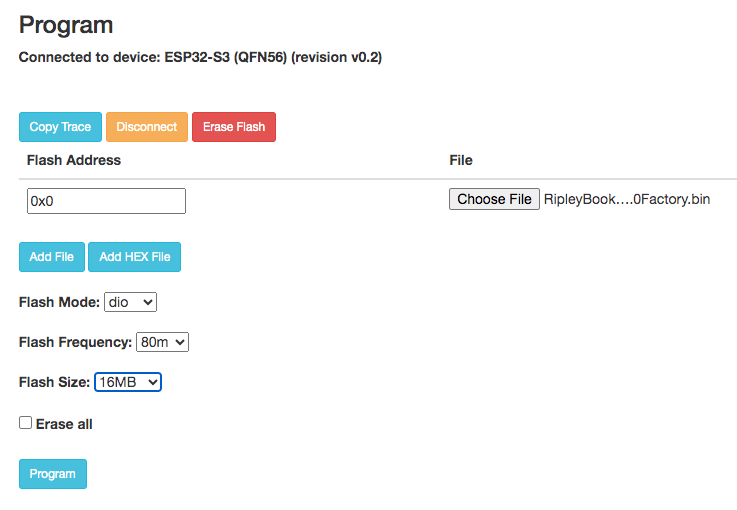 Program
Connected to device: ESP32-S3 (QFN56) (revision v0.2)
Copy Trace Disconnect Erase Flash
Flash Address File
0x0 Choose File RipleyBook....0Factory.bin
Add File Add HEX File
Flash Mode: dio
Flash Frequency: 80m
Flash Size: 16MB
Erase all
Program